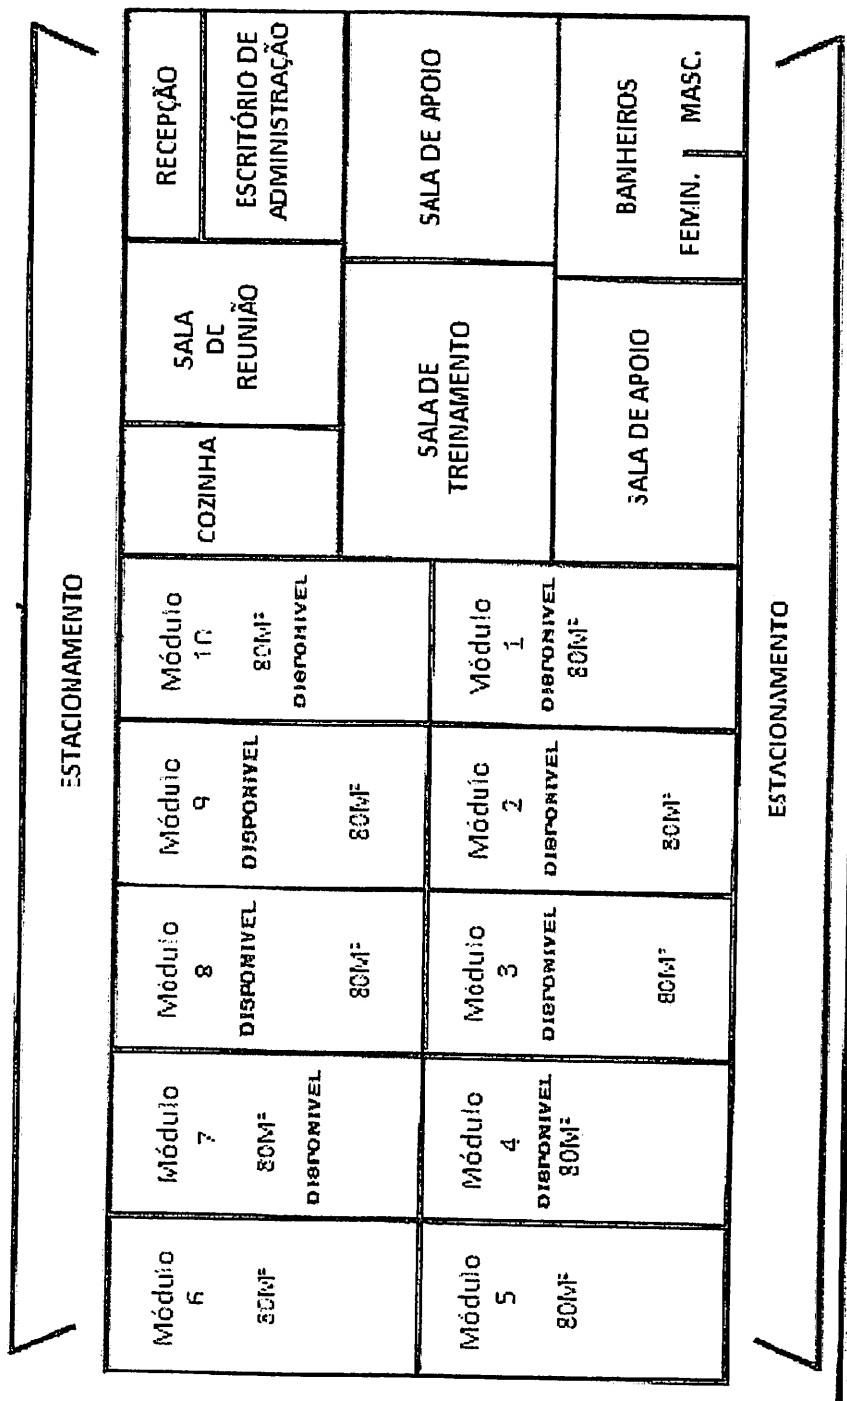 ESTACIONAMENTO
RECEPÇÃO
ESCRITÓRIO DE
ADMINISTRAÇÃO
SALA DE APOIO
BANHEIROS
FEMIN.
MASC.
SALA
DE
REUNIÃO
COZINHA
SALA DE
TREINAMENTO
SALA DE APOIO
Módulo
10
80M²
DISPONIVEL
Módulo
1
DISPONIVEL
80M²
Módulo
9
DISPONIVEL
80M²
Módulo
2
DISPONIVEL
80M²
Módulo
8
DISPONIVEL
80M²
Módulo
3
DISPONIVEL
80M²
Módulo
7
80M²
DISPONIVEL
Módulo
4
DISPONIVEL
80M²
Módulo
6
80M²
Módulo
5
80M²
ESTACIONAMENTO